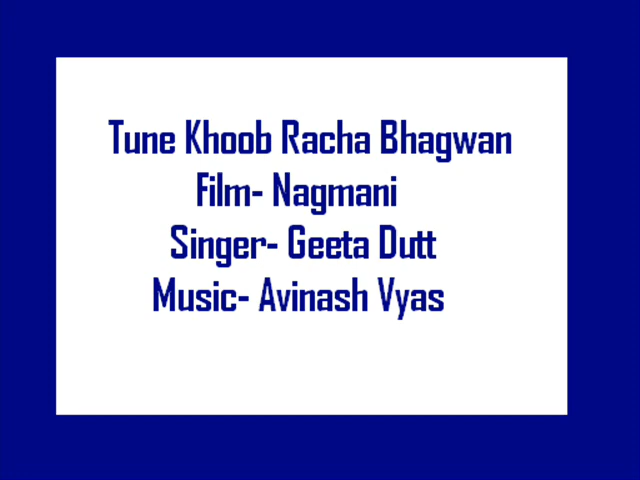 Tune Khoob Racha Bhagwan
Film- Nagmani
Singer- Geeta Dutt
Music- Avinash Vyas